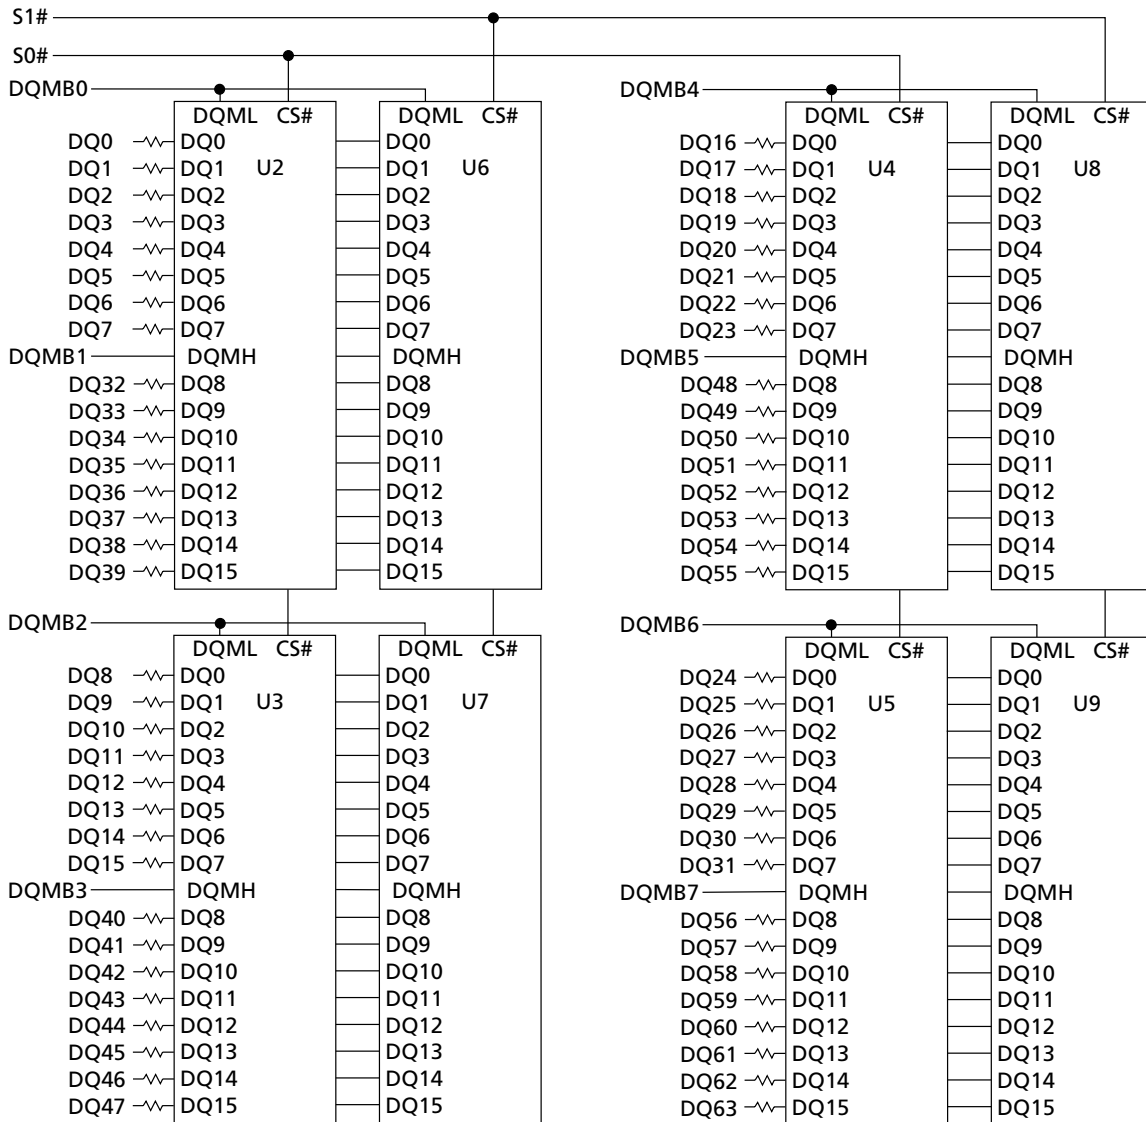 S1#
S0#
DQMB0
DQML CS#
DQML CS#
DQ0 DQ0 DQ0
DQ1 DQ1 U2 DQ1 U6
DQ2 DQ2 DQ2
DQ3 DQ3 DQ3
DQ4 DQ4 DQ4
DQ5 DQ5 DQ5
DQ6 DQ6 DQ6
DQ7 DQ7 DQ7
DQMB1 DQMH DQMH
DQ32 DQ8 DQ8
DQ33 DQ9 DQ9
DQ34 DQ10 DQ10
DQ35 DQ11 DQ11
DQ36 DQ12 DQ12
DQ37 DQ13 DQ13
DQ38 DQ14 DQ14
DQ39 DQ15 DQ15
DQMB2
DQML CS#
DQML CS#
DQ8 DQ0 DQ0
DQ9 DQ1 U3 DQ1 U7
DQ10 DQ2 DQ2
DQ11 DQ3 DQ3
DQ12 DQ4 DQ4
DQ13 DQ5 DQ5
DQ14 DQ6 DQ6
DQ15 DQ7 DQ7
DQMB3 DQMH DQMH
DQ40 DQ8 DQ8
DQ41 DQ9 DQ9
DQ42 DQ10 DQ10
DQ43 DQ11 DQ11
DQ44 DQ12 DQ12
DQ45 DQ13 DQ13
DQ46 DQ14 DQ14
DQ47 DQ15 DQ15
DQMB4
DQML CS#
DQML CS#
DQ16 DQ0 DQ0
DQ17 DQ1 U4 DQ1 U8
DQ18 DQ2 DQ2
DQ19 DQ3 DQ3
DQ20 DQ4 DQ4
DQ21 DQ5 DQ5
DQ22 DQ6 DQ6
DQ23 DQ7 DQ7
DQMB5 DQMH DQMH
DQ48 DQ8 DQ8
DQ49 DQ9 DQ9
DQ50 DQ10 DQ10
DQ51 DQ11 DQ11
DQ52 DQ12 DQ12
DQ53 DQ13 DQ13
DQ54 DQ14 DQ14
DQ55 DQ15 DQ15
DQMB6
DQML CS#
DQML CS#
DQ24 DQ0 DQ0
DQ25 DQ1 U5 DQ1 U9
DQ26 DQ2 DQ2
DQ27 DQ3 DQ3
DQ28 DQ4 DQ4
DQ29 DQ5 DQ5
DQ30 DQ6 DQ6
DQ31 DQ7 DQ7
DQMB7 DQMH DQMH
DQ56 DQ8 DQ8
DQ57 DQ9 DQ9
DQ58 DQ10 DQ10
DQ59 DQ11 DQ11
DQ60 DQ12 DQ12
DQ61 DQ13 DQ13
DQ62 DQ14 DQ14
DQ63 DQ15 DQ15